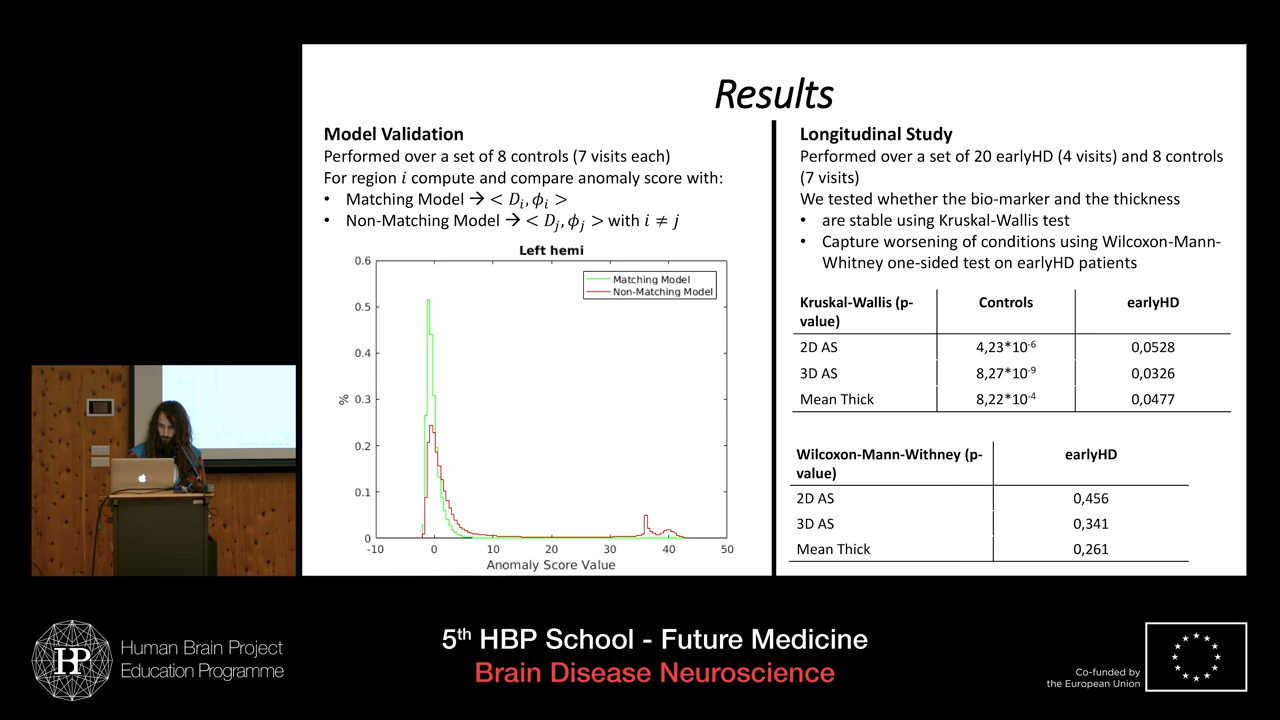 Results
Model Validation
Performed over a set of 8 controls (7 visits each)
For region 𝑖 compute and compare anomaly score with:
• Matching Model → < 𝐷ᵢ, 𝜙ᵢ >
• Non-Matching Model → < 𝐷ⱼ, 𝜙ⱼ > with 𝑖 ≠ 𝑗
Left hemi
Matching Model
Non-Matching Model
0.6
0.5
0.4
0.3
0.2
0.1
0
%
-10 0 10 20 30 40 50
Anomaly Score Value
Longitudinal Study
Performed over a set of 20 earlyHD (4 visits) and 8 controls
(7 visits)
We tested whether the bio-marker and the thickness
• are stable using Kruskal-Wallis test
• Capture worsening of conditions using Wilcoxon-Mann-
Whitney one-sided test on earlyHD patients
Kruskal-Wallis (p- Controls earlyHD
value)
2D AS 4,23*10⁻⁶ 0,0528
3D AS 8,27*10⁻⁹ 0,0326
Mean Thick 8,22*10⁻⁴ 0,0477
Wilcoxon-Mann-Withney (p- earlyHD
value)
2D AS 0,456
3D AS 0,341
Mean Thick 0,261
HBP
Human Brain Project
Education Programme
5th HBP School - Future Medicine
Brain Disease Neuroscience
Co-funded by
the European Union